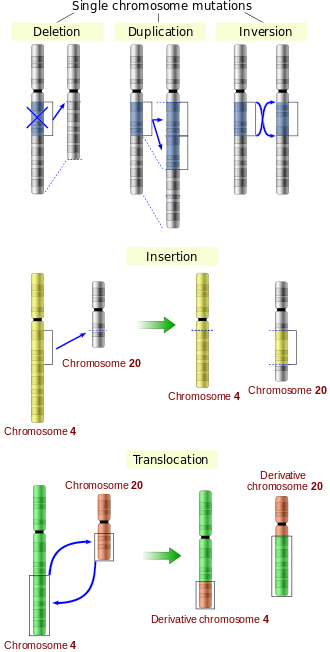 Single chromosome mutations
Deletion
Duplication
Inversion
Insertion
Chromosome 20
Chromosome 4
Chromosome 20
Chromosome 4
Translocation
Chromosome 20
Derivative
chromosome 20
Derivative chromosome 4
Chromosome 4